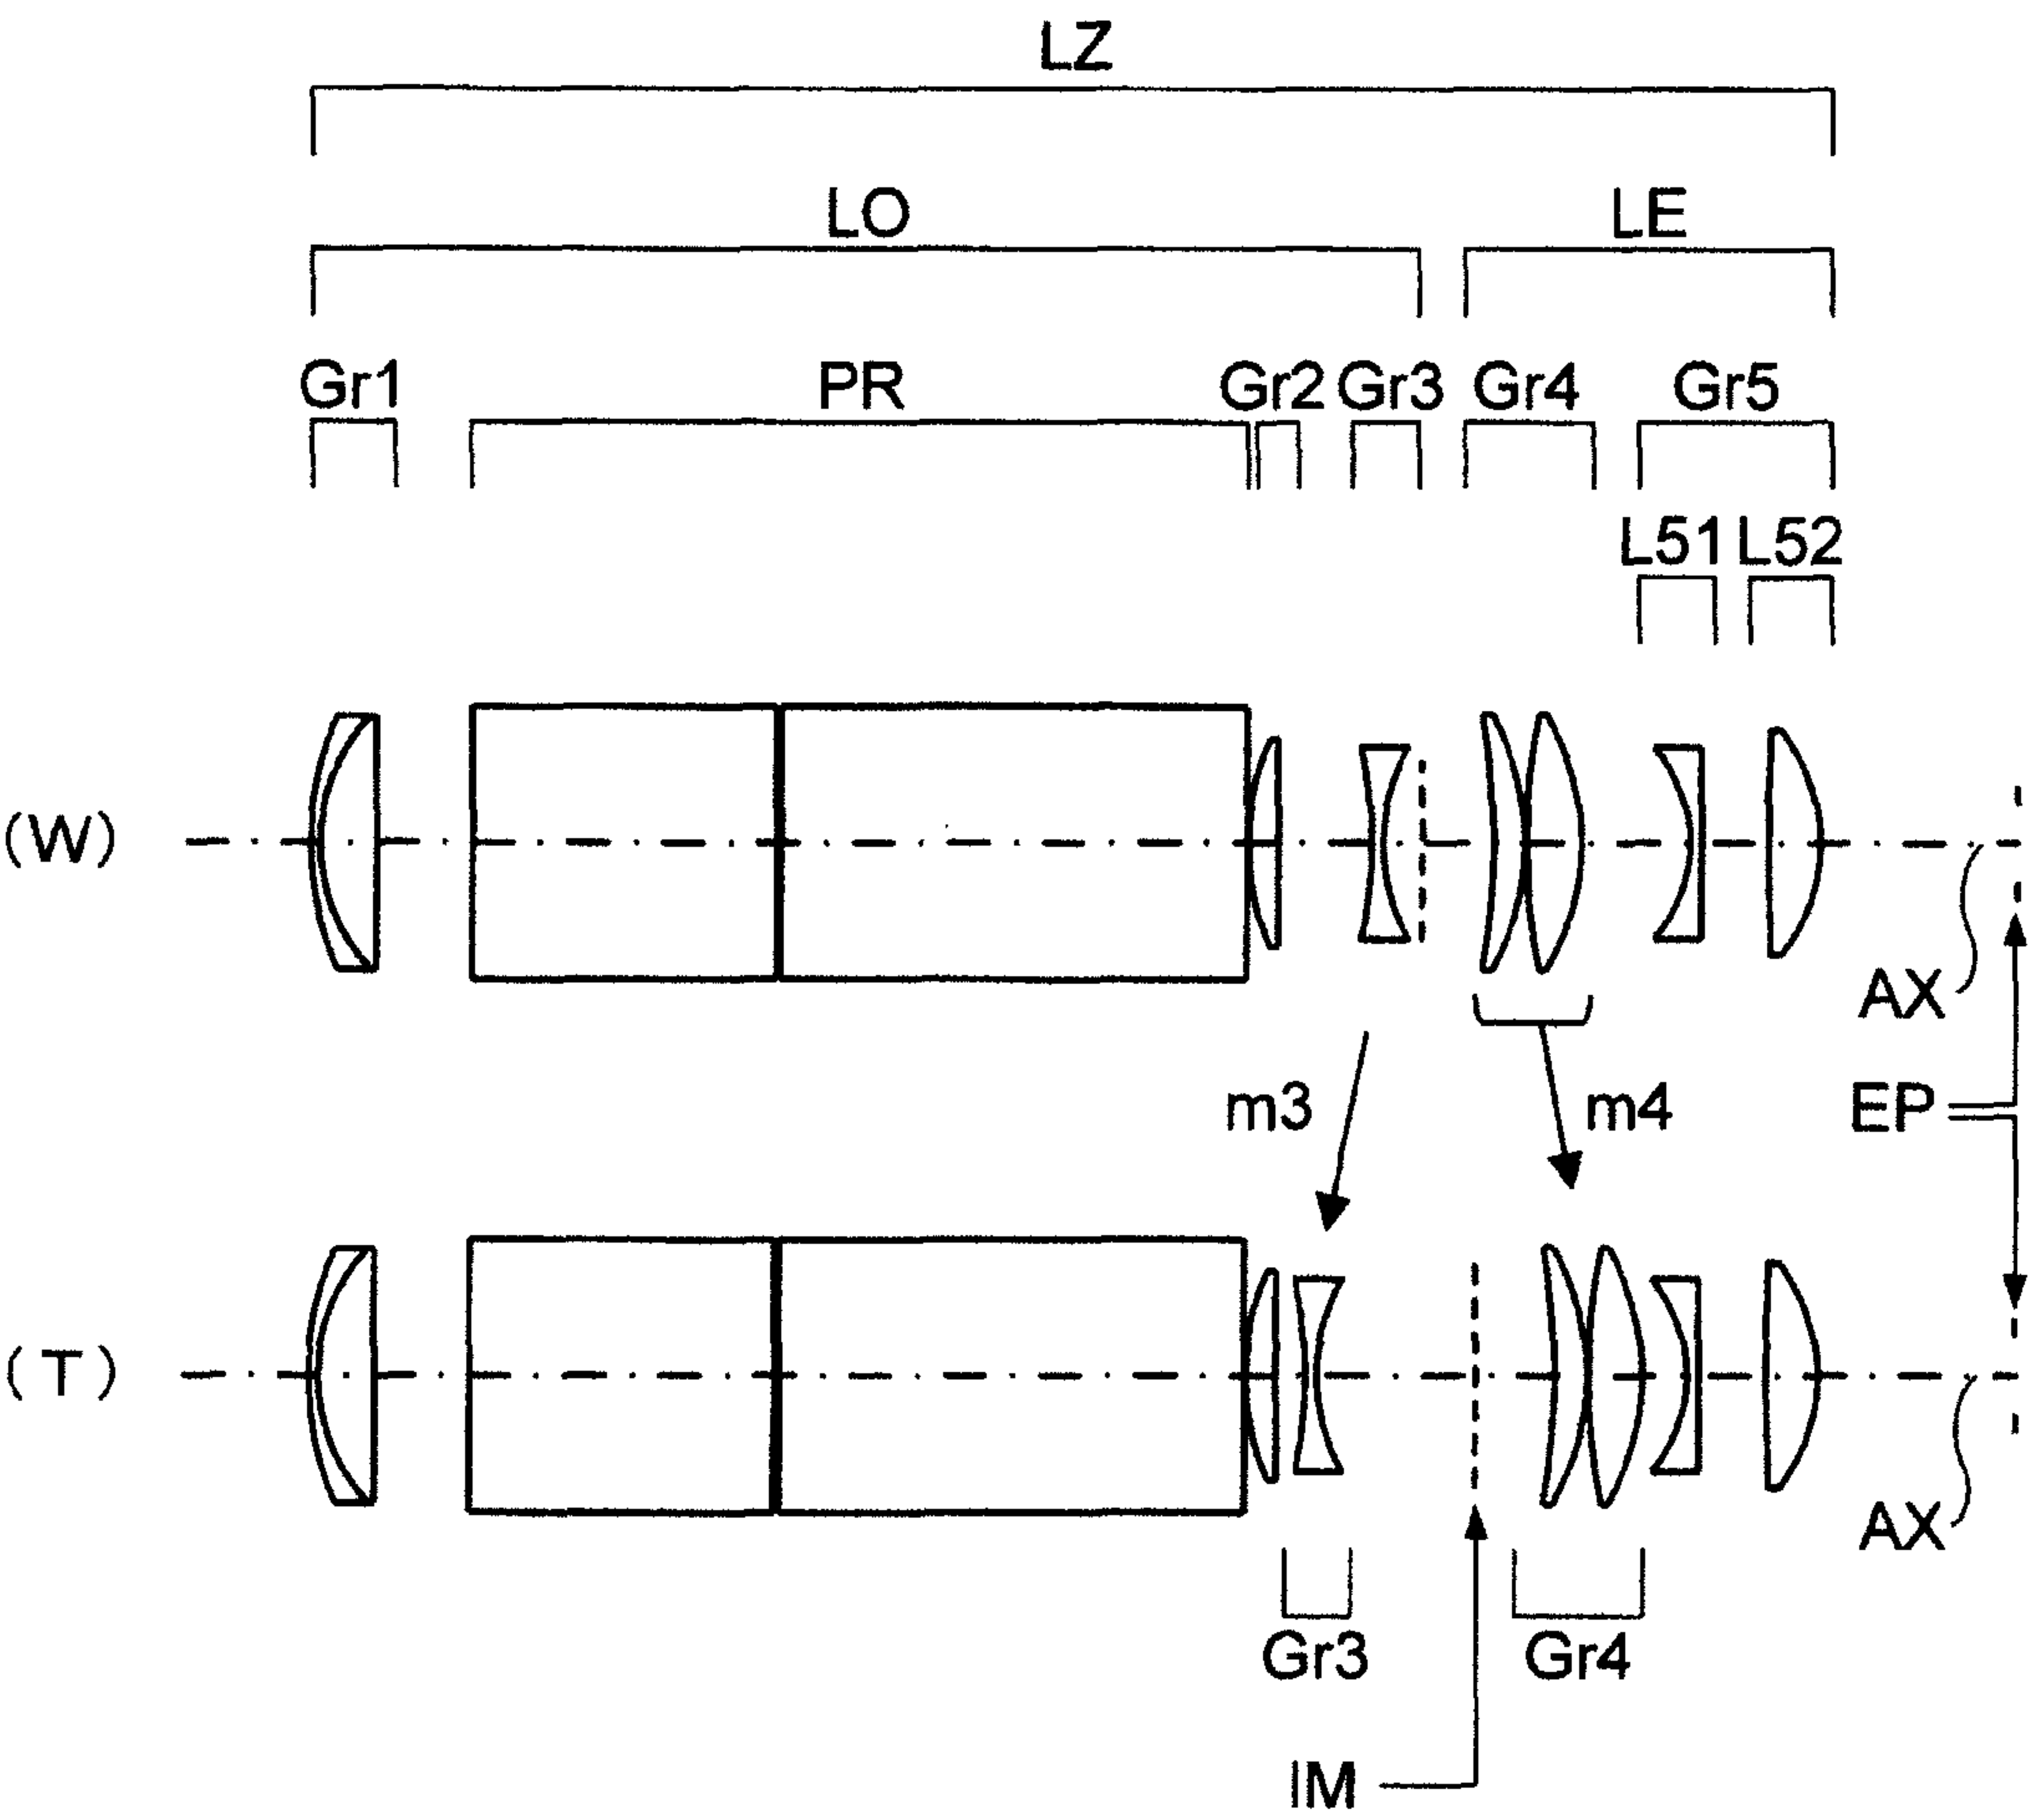 LZ
LO LE
Gr1 PR Gr2 Gr3 Gr4 Gr5
L51 L52
(W)
AX
m3 m4 EP
(T)
AX
Gr3 Gr4
IM